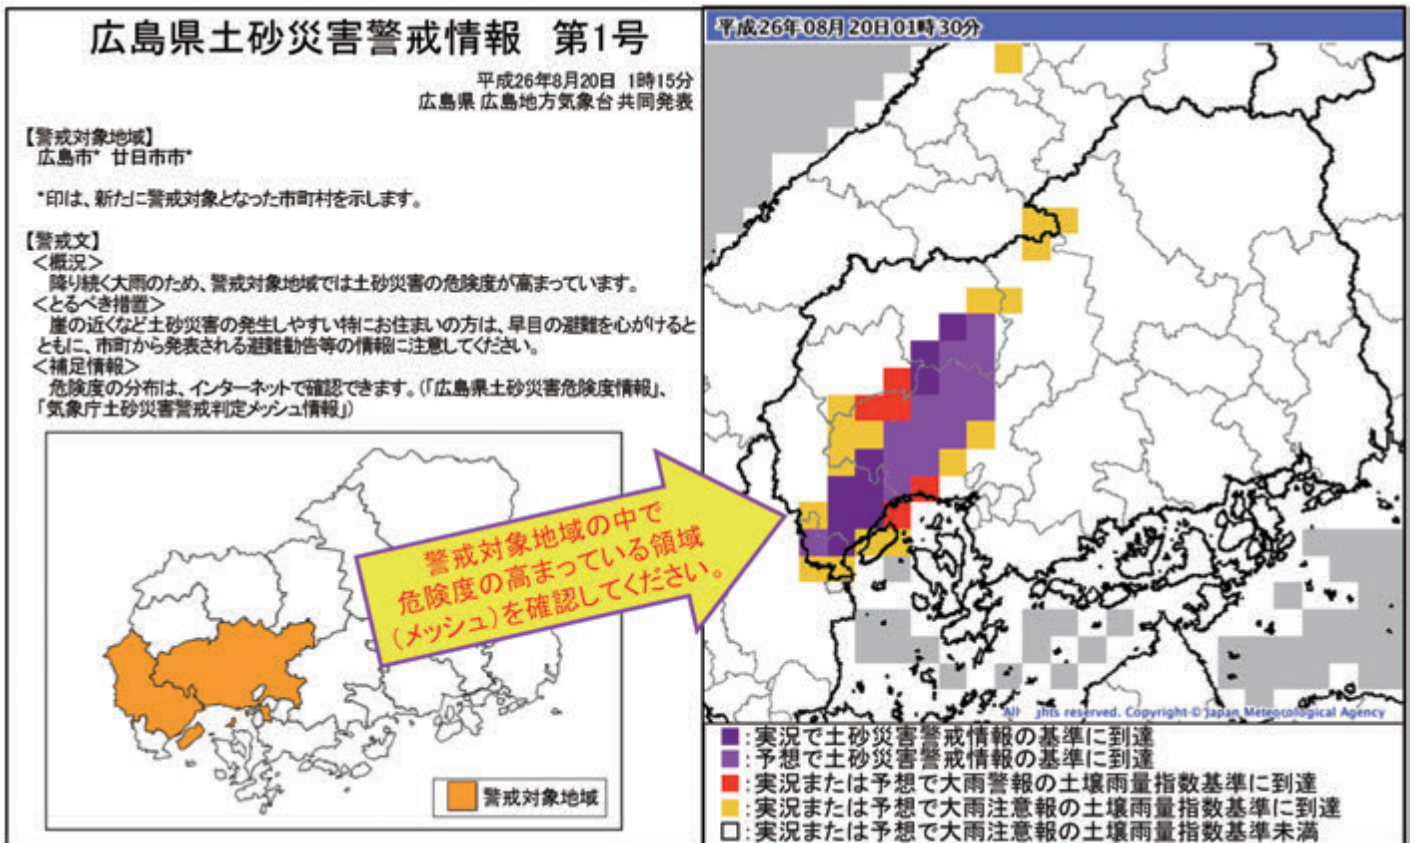 広島県土砂災害警戒情報 第1号
平成26年8月20日 1時15分
広島県 広島地方気象台 共同発表
【警戒対象地域】
広島市* 廿日市市*
*印は、新たに警戒対象となった市町村を示します。
【警戒文】
<概況>
降り続く大雨のため、警戒対象地域では土砂災害の危険度が高まっています。
<とるべき措置>
崖の近くなど土砂災害の発生しやすい特にお住まいの方は、早目の避難を心がけると
ともに、市町から発表される避難勧告等の情報に注意してください。
<補足情報>
危険度の分布は、インターネットで確認できます。(「広島県土砂災害危険度情報」、
「気象庁土砂災害警戒判定メッシュ情報」)
警戒対象地域
警戒対象地域の中で
危険度の高まっている領域
(メッシュ)を確認してください。
平成26年08月20日01時30分
All ghts reserved. Copyright © Japan Meteorological Agency
:実況で土砂災害警戒情報の基準に到達
:予想で土砂災害警戒情報の基準に到達
:実況または予想で大雨警報の土壌雨量指数基準に到達
:実況または予想で大雨注意報の土壌雨量指数基準に到達
:実況または予想で大雨注意報の土壌雨量指数基準未満